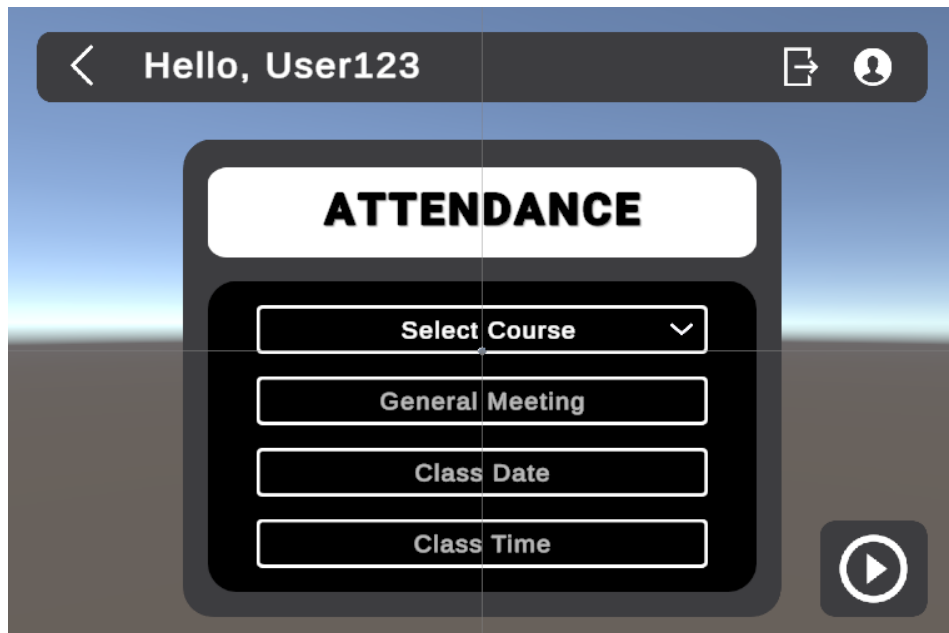 Hello, User123
ATTENDANCE
Select Course
General Meeting
Class Date
Class Time